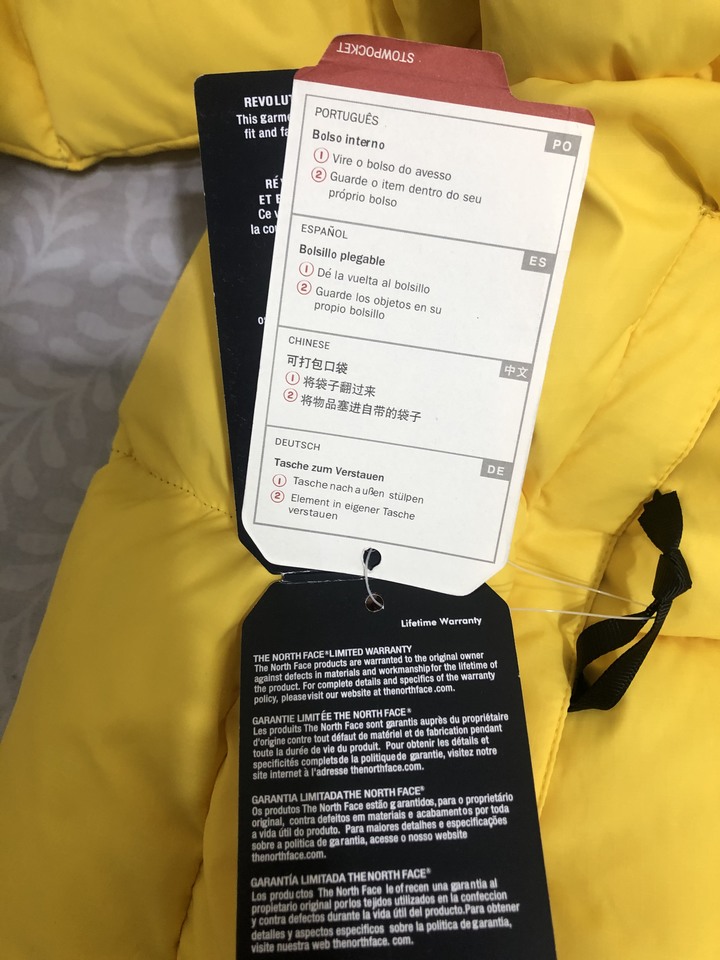 STOWPOCKET
REVOLUT
This garme
fit and fa
RÉ
ET E
Ce v
la co
PORTUGUÊS
PO
Bolso interno
1 Vire o bolso do avesso
2 Guarde o item dentro do seu
próprio bolso
ESPAÑOL
ES
Bolsillo plegable
1 Dé la vuelta al bolsillo
2 Guarde los objetos en su
propio bolsillo
CHINESE
中文
可打包口袋
1 将袋子翻过来
2 将物品塞进自带的袋子
DEUTSCH
DE
Tasche zum Verstauen
1 Tasche nach außen stülpen
2 Element in eigener Tasche
verstauen
Lifetime Warranty
THE NORTH FACE® LIMITED WARRANTY
The North Face products are warranted to the original owner
against defects in materials and workmanship for the lifetime of
the product. For complete details and specifics of the warranty
policy, please visit our website at thenorthface.com.
GARANTIE LIMITÉE THE NORTH FACE®
Les produits The North Face sont garantis auprès du propriétaire
d'origine contre tout défaut de matériel et de fabrication pendant
toute la durée de vie du produit. Pour obtenir les détails et
specificités complets de la politique de garantie, visitez notre
site internet à l'adresse thenorthface.com.
GARANTIA LIMITADA THE NORTH FACE®
Os produtos The North Face estão garantidos, para o proprietário
original, contra defeitos em materiais e acabamentos por toda
a vida útil do produto. Para maiores detalhes e especificações
sobre a politica de garantia, acesse o nosso website
thenorthface.com.
GARANTÍA LIMITADA THE NORTH FACE®
Los productos The North Face le ofrecen una garantia al
propietario original por los tejidos utilizados en la confeccion
y contra defectos durante la vida útil del producto. Para obtener
detalles y aspectos especificos sobre la politica de garantia,
visite nuestra web thenorthface. com.